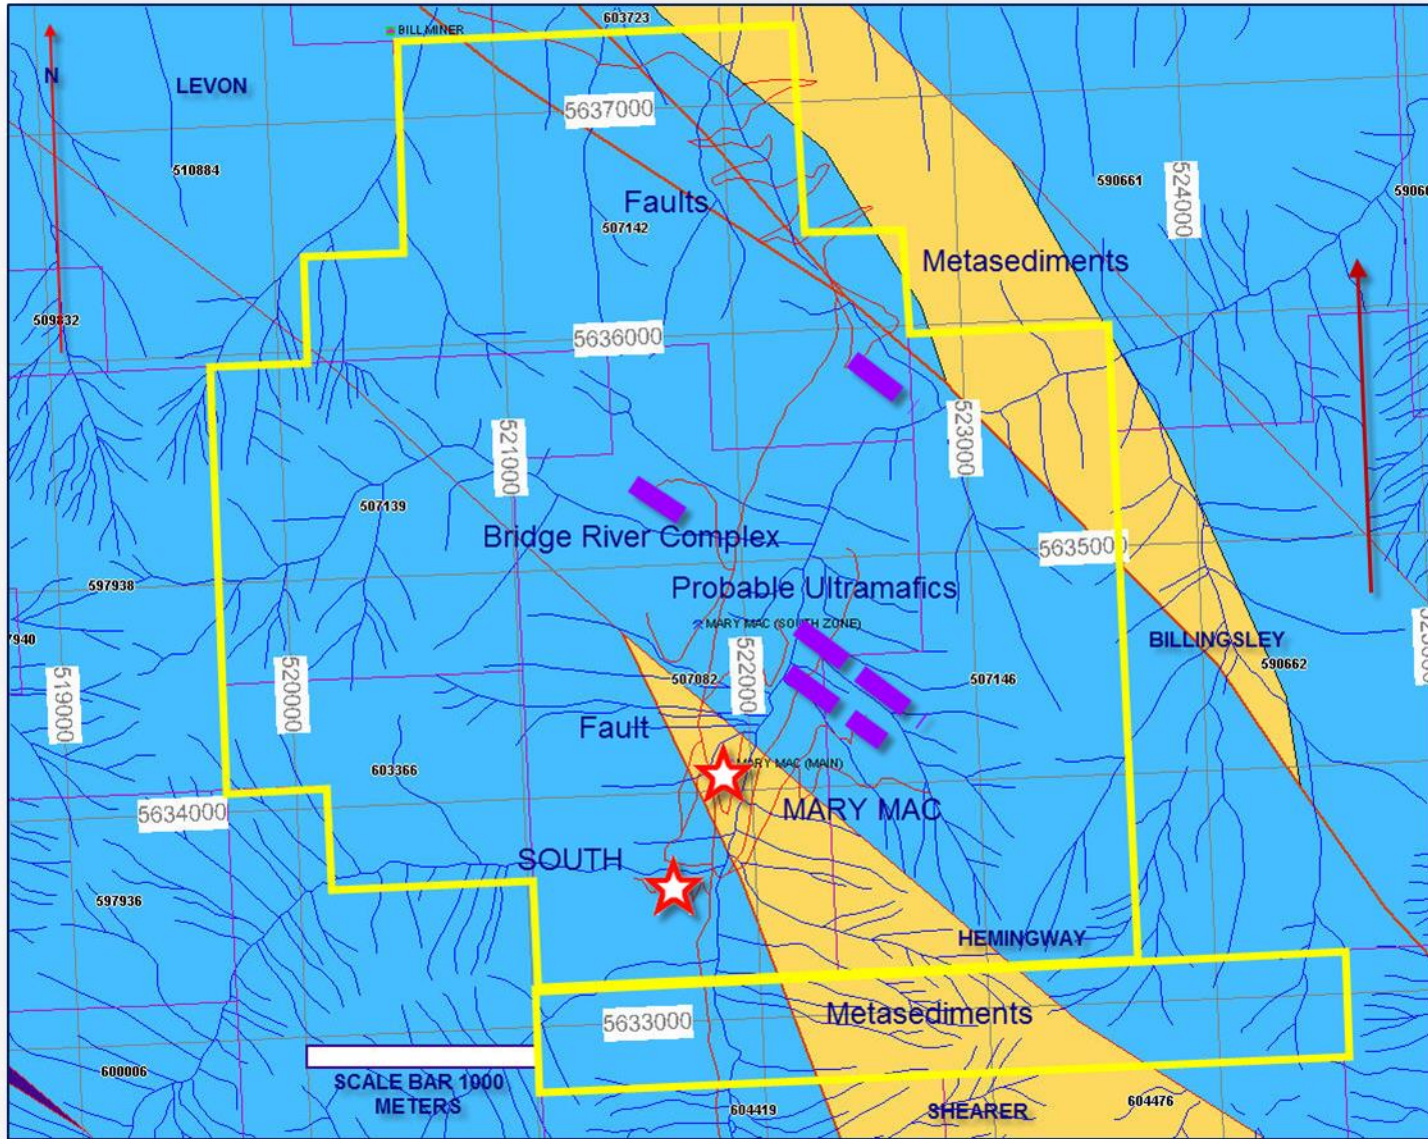 603723
BILL MINER
N
LEVON
5637000
510884
590661
524000
Faults
507142
Metasediments
509832
5636000
521000
523000
507139
Bridge River Complex
5635000
597938
Probable Ultramafics
MARY MAC (SOUTH ZONE)
7940
BILLINGSLEY
590662
519000
520000
507082
522000
507146
Fault
603366
MARY MAC (MAIN)
5634000
MARY MAC
SOUTH
597936
HEMINGWAY
Metasediments
5633000
600006
SCALE BAR 1000
METERS
604419
SHEARER
604476